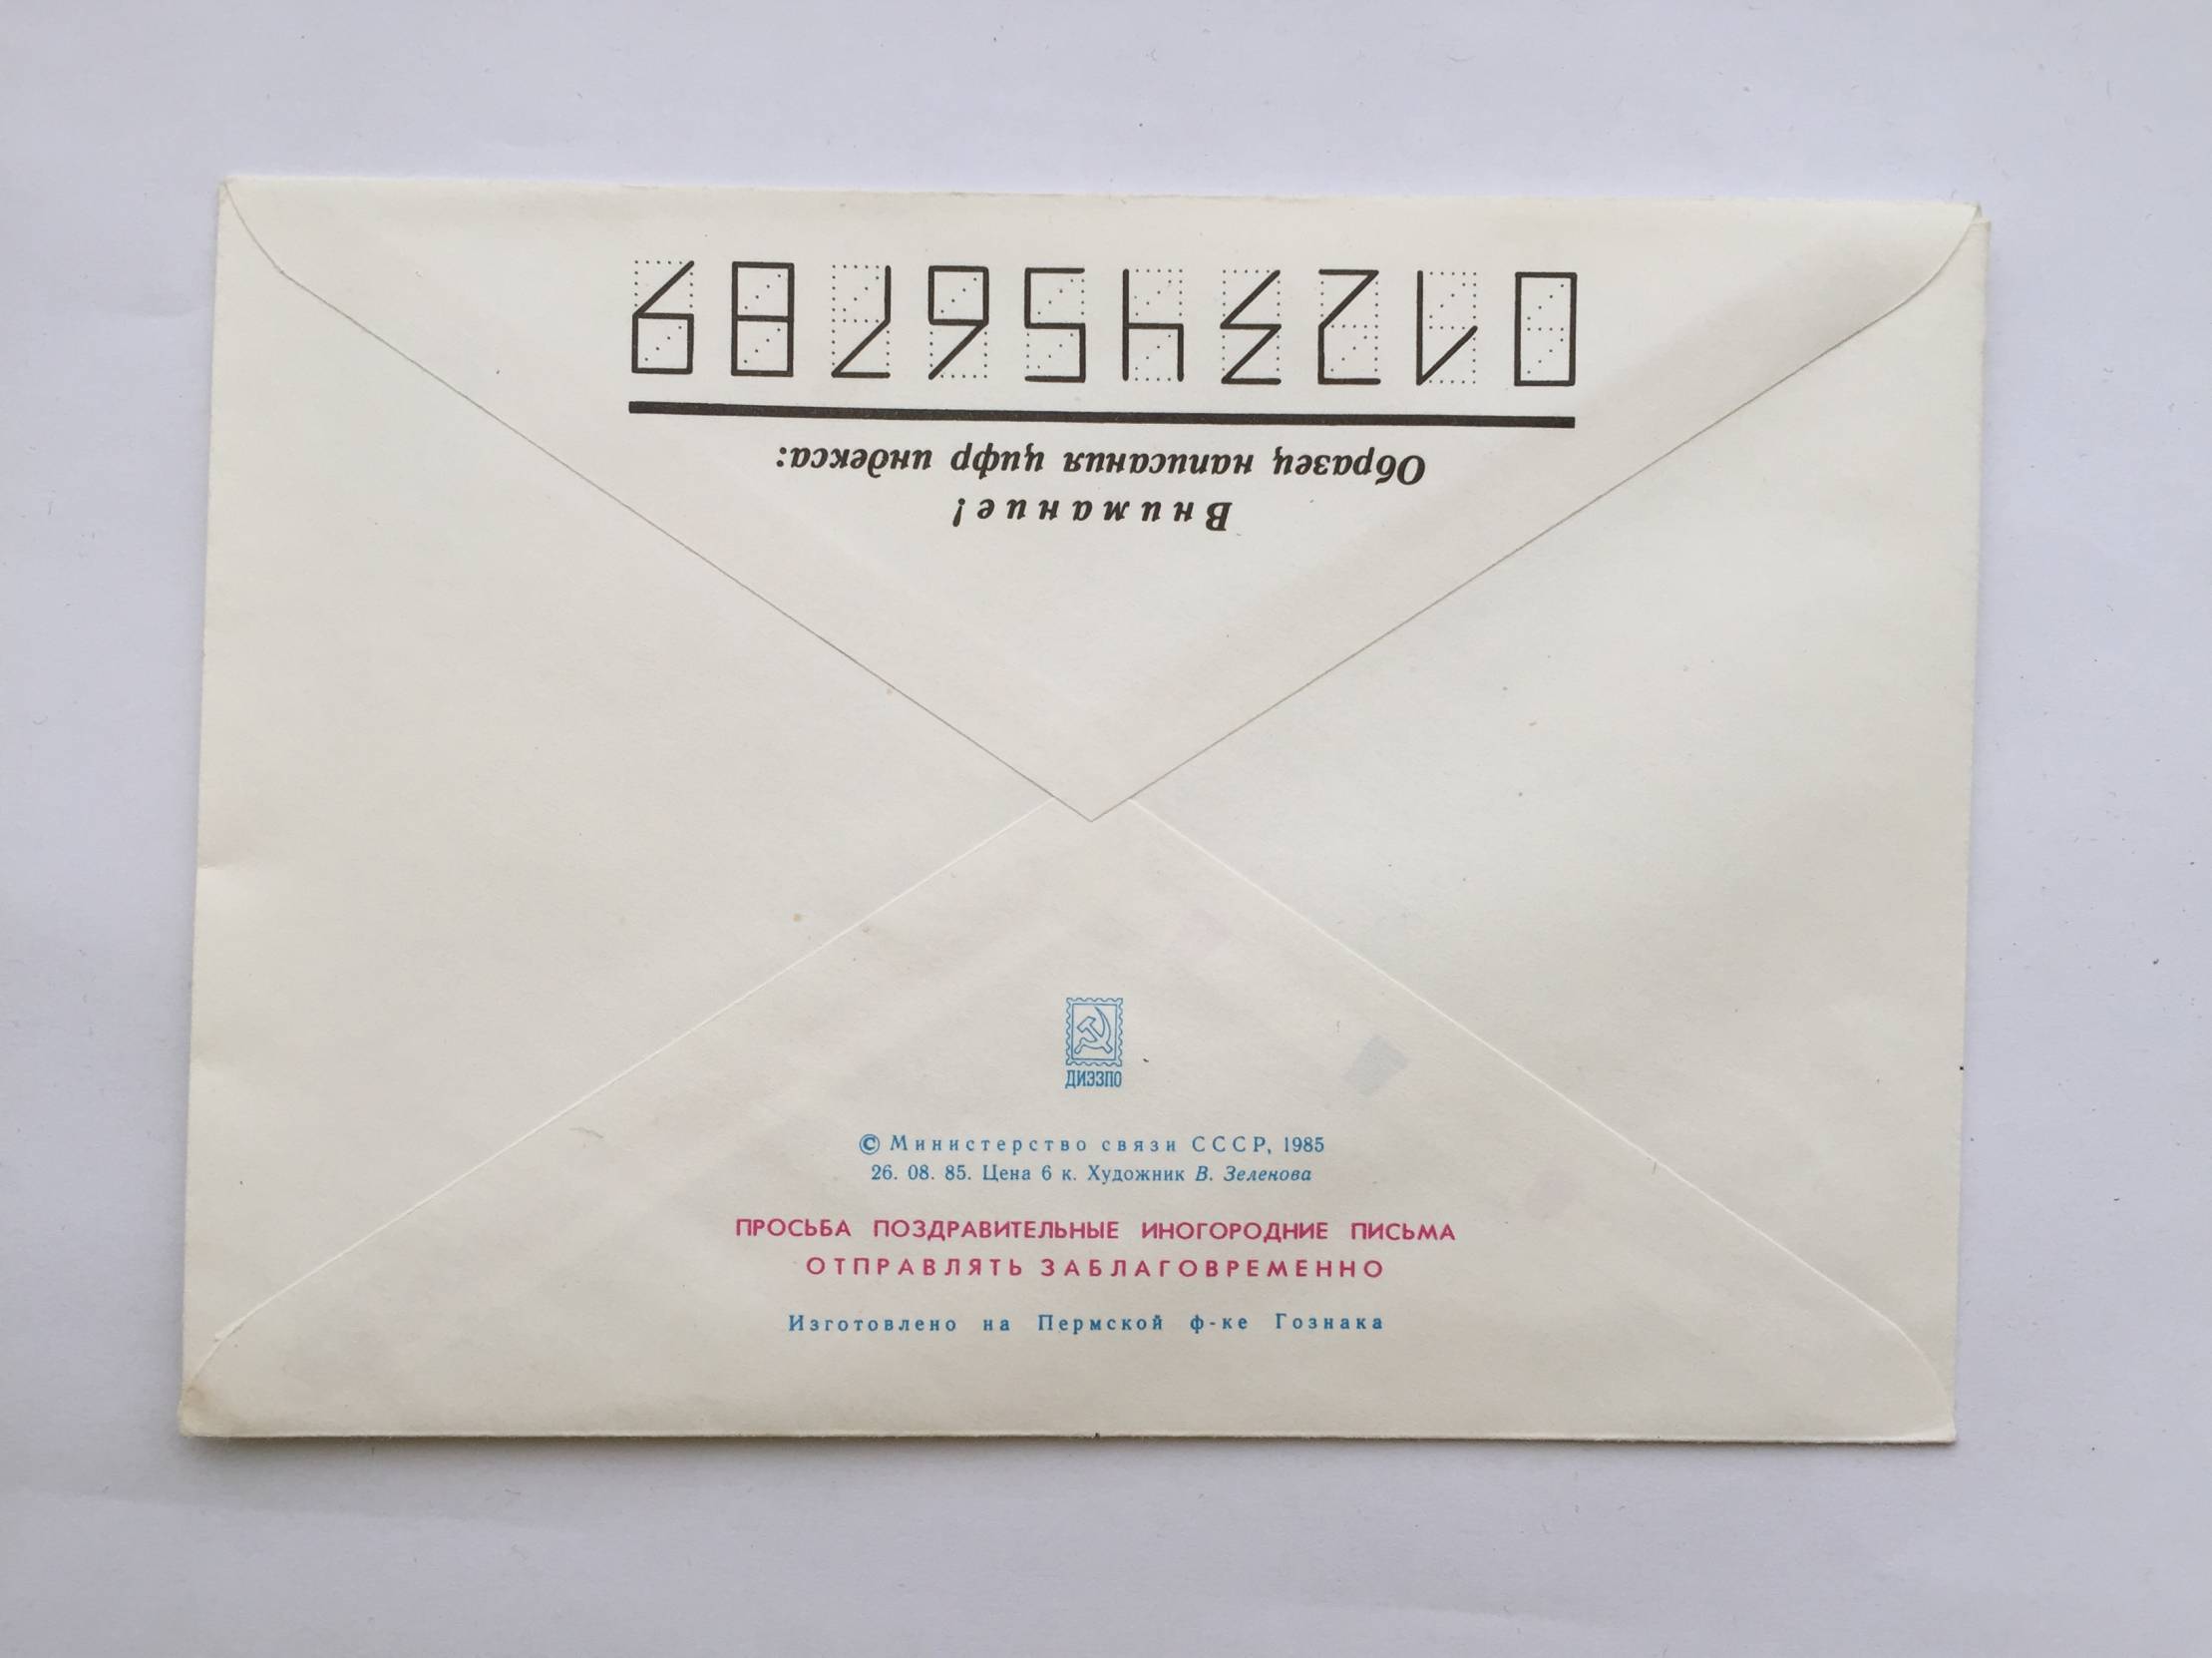 Внимание!
Образец написания цифр индекса:
0123456789
ДИЭЗПО
© Министерство связи СССР, 1985
26. 08. 85. Цена 6 к. Художник В. Зеленова
ПРОСЬБА ПОЗДРАВИТЕЛЬНЫЕ ИНОГОРОДНИЕ ПИСЬМА
ОТПРАВЛЯТЬ ЗАБЛАГОВРЕМЕННО
Изготовлено на Пермской ф-ке Гознака